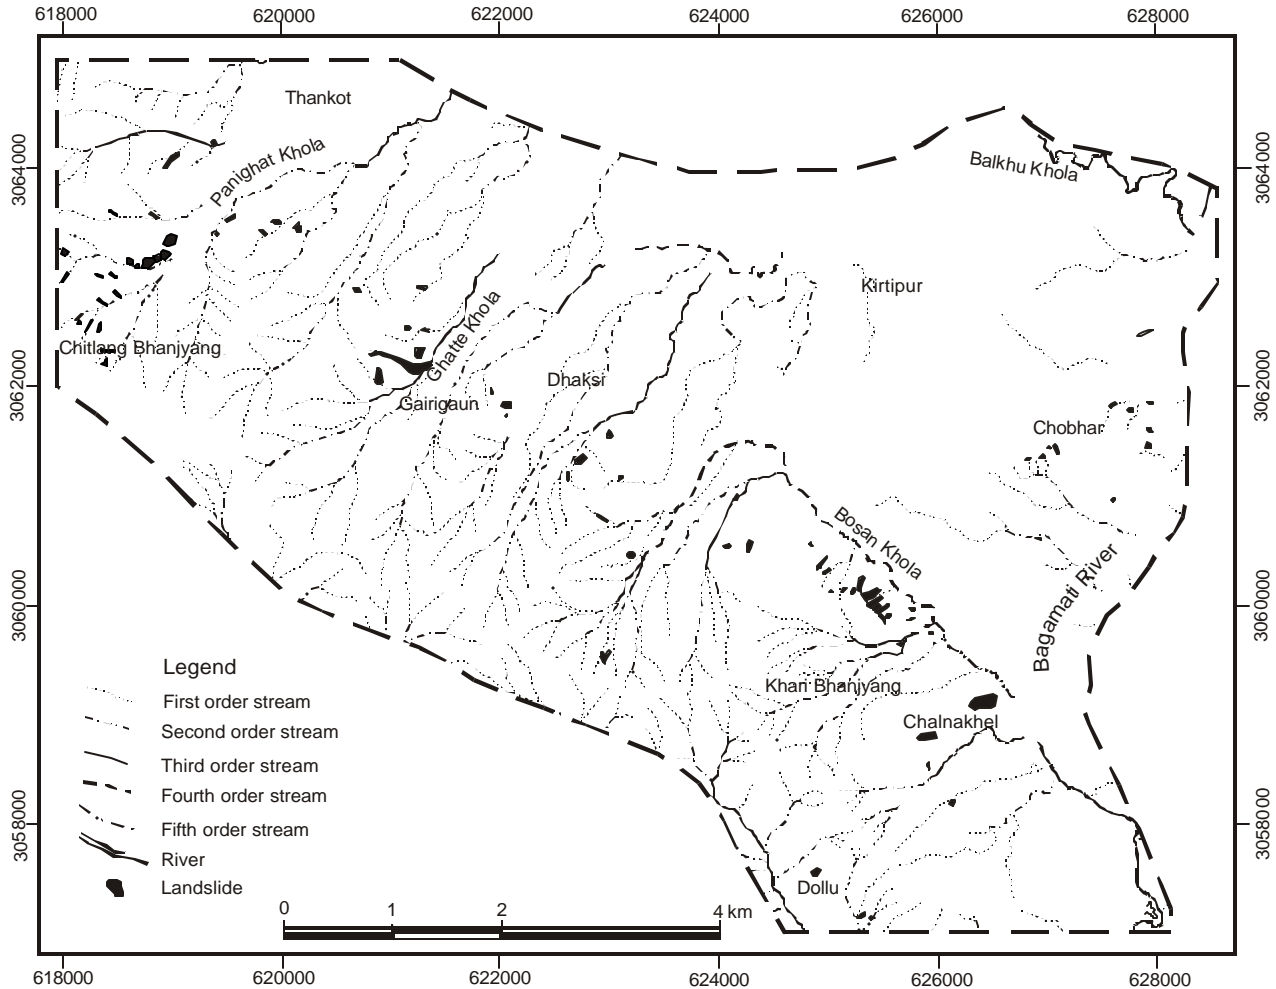 618000 620000 622000 624000 626000 628000
Thankot
3064000
3064000
Balkhu Khola
Panighat Khola
Kirtipur
Ghatte Khola
Chitlang Bhanjyang
3062000
Dhaksi
3062000
Gairigaun
Chobhar
Bosan Khola
3060000
Bagamati River
3060000
Legend
First order stream
Second order stream
Third order stream
Fourth order stream
Fifth order stream
River
Landslide
Khari Bhanjyang
Chalnakhel
3058000
3058000
Dollu
0 1 2 4 km
618000 620000 622000 624000 626000 628000